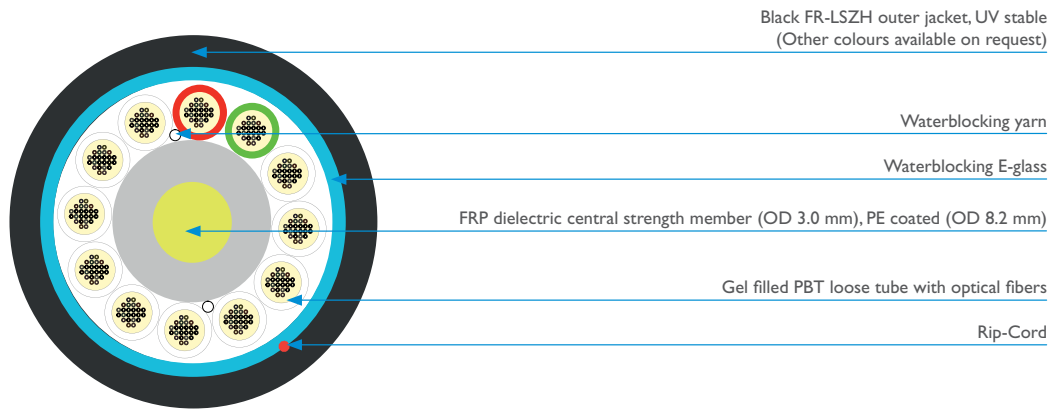 Black FR-LSZH outer jacket, UV stable
(Other colours available on request)
Waterblocking yarn
Waterblocking E-glass
FRP dielectric central strength member (OD 3.0 mm), PE coated (OD 8.2 mm)
Gel filled PBT loose tube with optical fibers
Rip-Cord